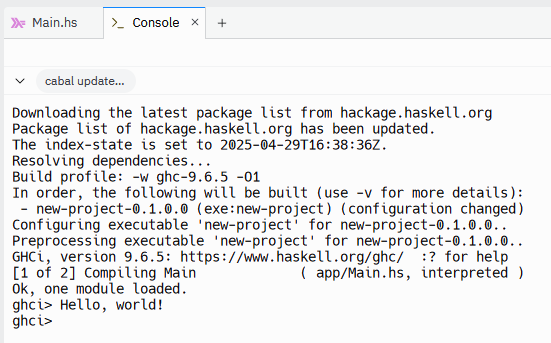 Main.hs
>_ Console × +
cabal update...
Downloading the latest package list from hackage.haskell.org
Package list of hackage.haskell.org has been updated.
The index-state is set to 2025-04-29T16:38:36Z.
Resolving dependencies...
Build profile: -w ghc-9.6.5 -O1
In order, the following will be built (use -v for more details):
 - new-project-0.1.0.0 (exe:new-project) (configuration changed)
Configuring executable 'new-project' for new-project-0.1.0.0..
Preprocessing executable 'new-project' for new-project-0.1.0.0..
GHCi, version 9.6.5: https://www.haskell.org/ghc/  :? for help
[1 of 2] Compiling Main             ( app/Main.hs, interpreted )
Ok, one module loaded.
ghci> Hello, world!
ghci>